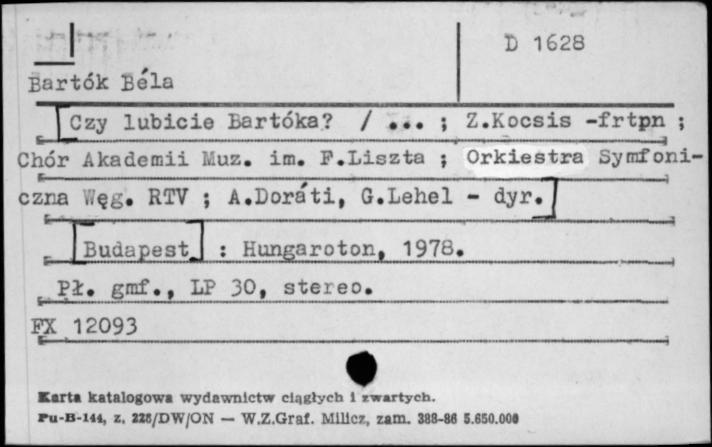 D 1628
Bartók Béla
[Czy lubicie Bartóka? / ... ; Z.Kocsis -frtpn ;
Chór Akademii Muz. im. F.Liszta ; Orkiestra Symfoni-
czna Węg. RTV ; A.Doráti, G.Lehel - dyr.]
[Budapest] : Hungaroton, 1978.
Pł. gmf., LP 30, stereo.
FX 12093
Karta katalogowa wydawnictw ciągłych i zwartych.
Pu-B-144, z. 228/DW/ON — W.Z.Graf. Milicz, zam. 388-86 5.650.000